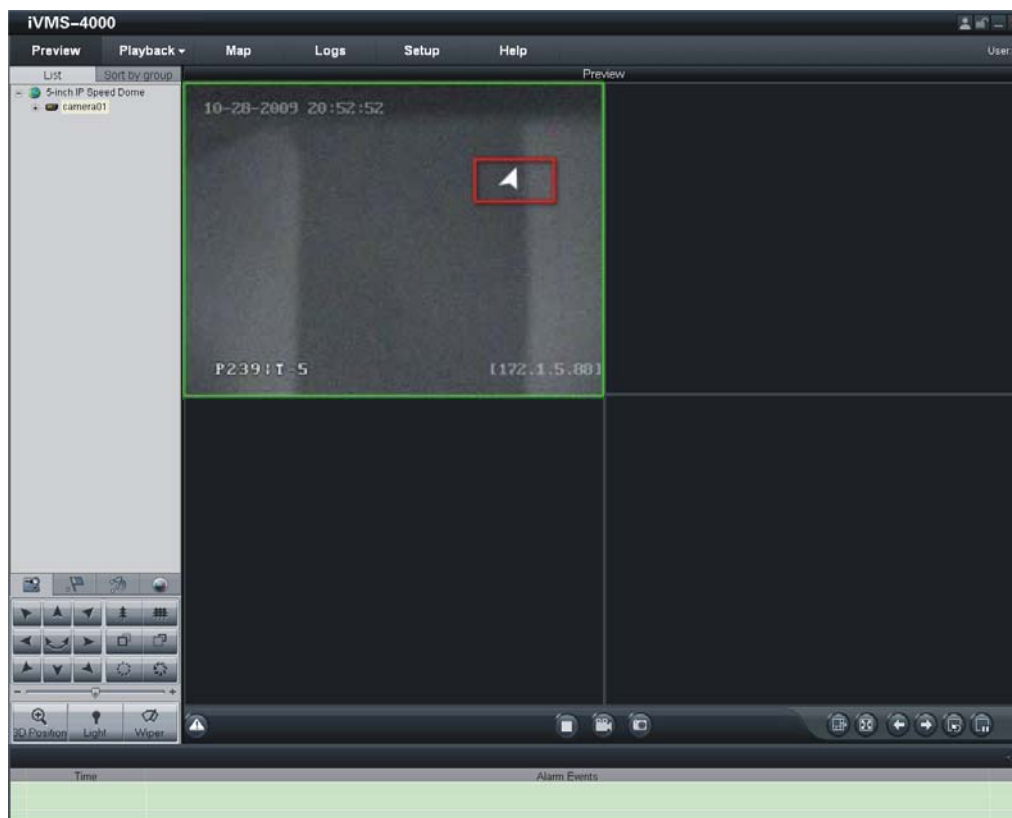 iVMS-4000
Preview Playback Map Logs Setup Help User:
List Sort by group Preview
5-inch IP Speed Dome
camera01
10-28-2009 20:52:52
P239:T-5 [172.1.5.88]
- +
3D Position Light Wiper
Time Alarm Events